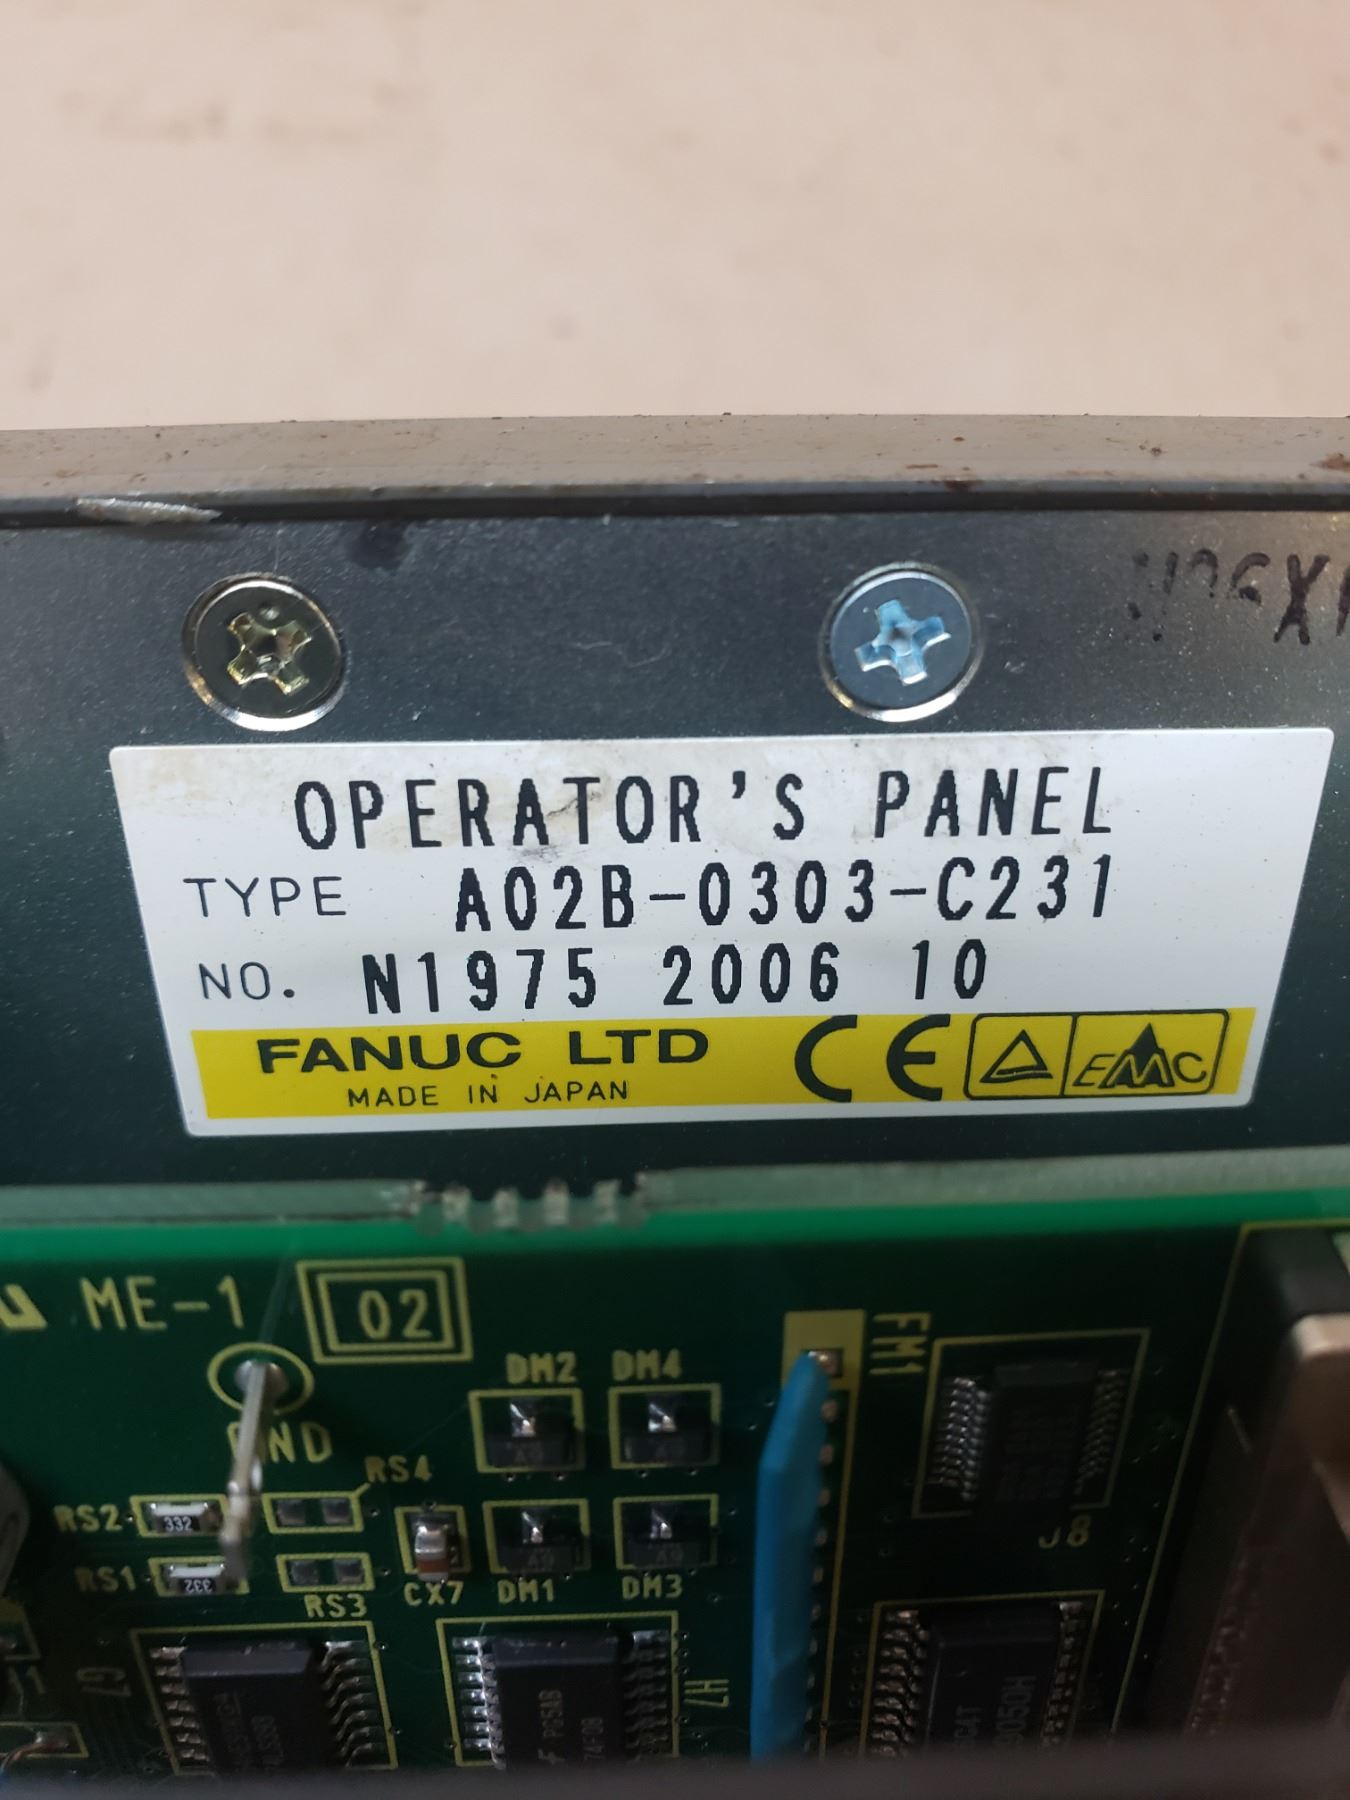 OPERATOR'S PANEL
TYPE A02B-0303-C231
NO. N1975 2006 10
FANUC LTD
MADE IN JAPAN
CE EMC
ME-1 02
FM1
DM2 DM4
GND
RS4
RS2 332
J8
RS1 332
RS3 CX7 DM1 DM3
H7